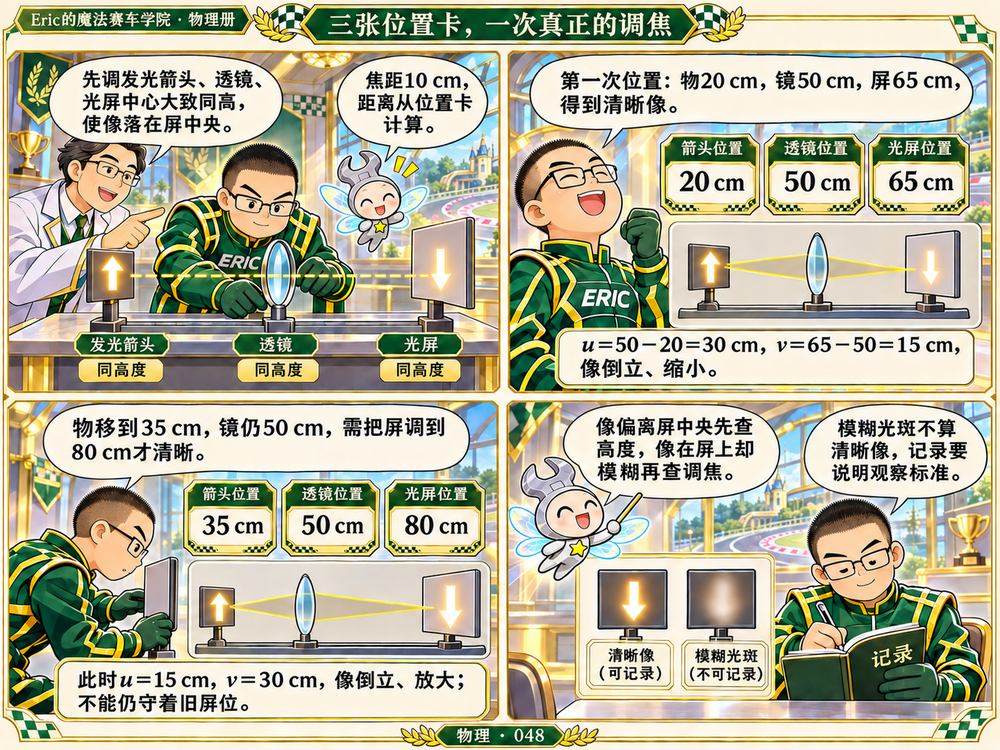 Eric的魔法赛车学院·物理册
三张位置卡，一次真正的调焦
先调发光箭头、透镜、
光屏中心大致同高，
使像落在屏中央。
焦距10 cm，
距离从位置卡
计算。
ERIC
发光箭头
透镜
光屏
同高度
同高度
同高度
第一次位置：物20 cm，镜50 cm，屏65 cm，
得到清晰像。
箭头位置
透镜位置
光屏位置
20 cm
50 cm
65 cm
ERIC
u=50−20=30 cm，v=65−50=15 cm，
像倒立、缩小。
物移到35 cm，镜仍50 cm，需把屏调到
80 cm才清晰。
箭头位置
透镜位置
光屏位置
35 cm
50 cm
80 cm
此时u=15 cm，v=30 cm，像倒立、放大；
不能仍守着旧屏位。
像偏离屏中央先查
高度，像在屏上却
模糊再查调焦。
模糊光斑不算
清晰像，记录要
说明观察标准。
清晰像
（可记录）
模糊光斑
（不可记录）
记录
物理·048